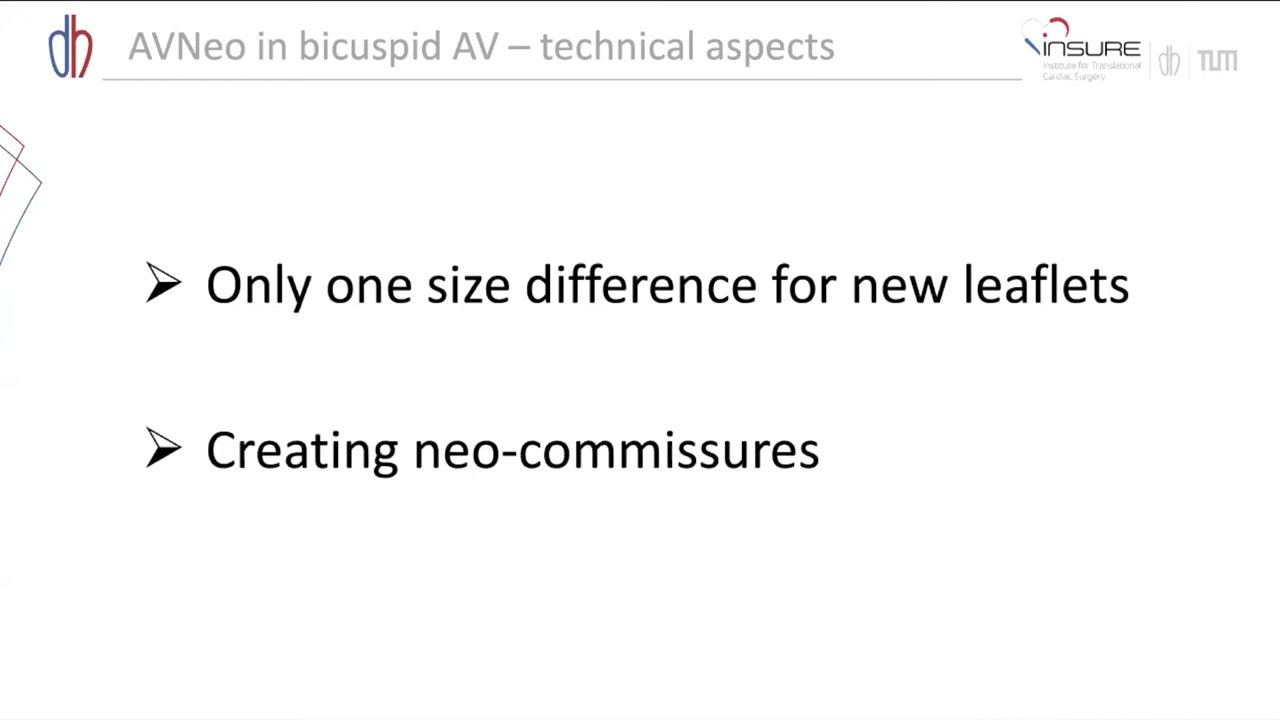 AVNeo in bicuspid AV – technical aspects
INSURE
Institute for Translational
Cardiac Surgery
TUM
Only one size difference for new leaflets
Creating neo-commissures